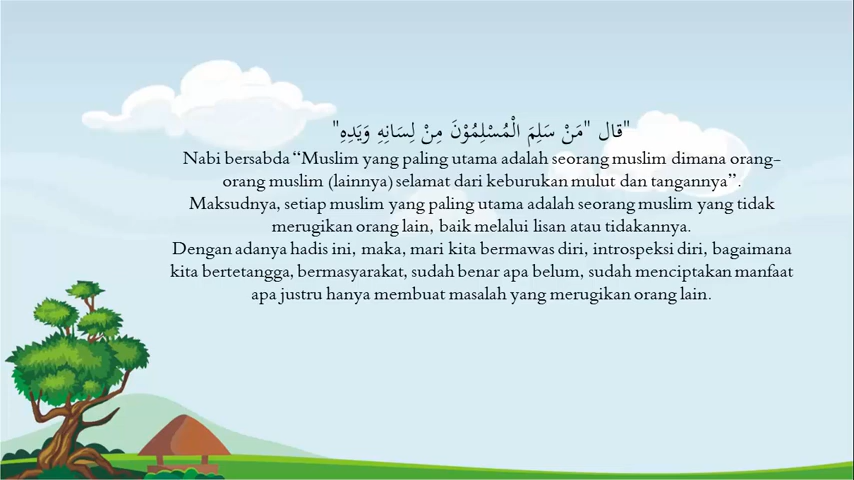 "قال "مَنْ سَلِمَ الْمُسْلِمُوْنَ مِنْ لِسَانِهِ وَيَدِهِ"
Nabi bersabda “Muslim yang paling utama adalah seorang muslim dimana orang-
orang muslim (lainnya) selamat dari keburukan mulut dan tangannya”.
Maksudnya, setiap muslim yang paling utama adalah seorang muslim yang tidak
merugikan orang lain, baik melalui lisan atau tidakannya.
Dengan adanya hadis ini, maka, mari kita bermawas diri, introspeksi diri, bagaimana
kita bertetangga, bermasyarakat, sudah benar apa belum, sudah menciptakan manfaat
apa justru hanya membuat masalah yang merugikan orang lain.